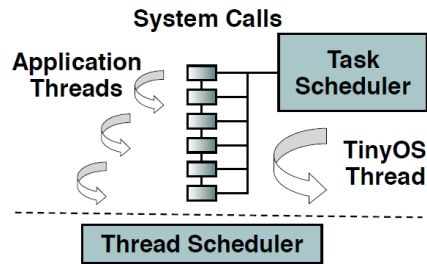 System Calls
Application
Threads
Task
Scheduler
TinyOS
Thread
Thread Scheduler